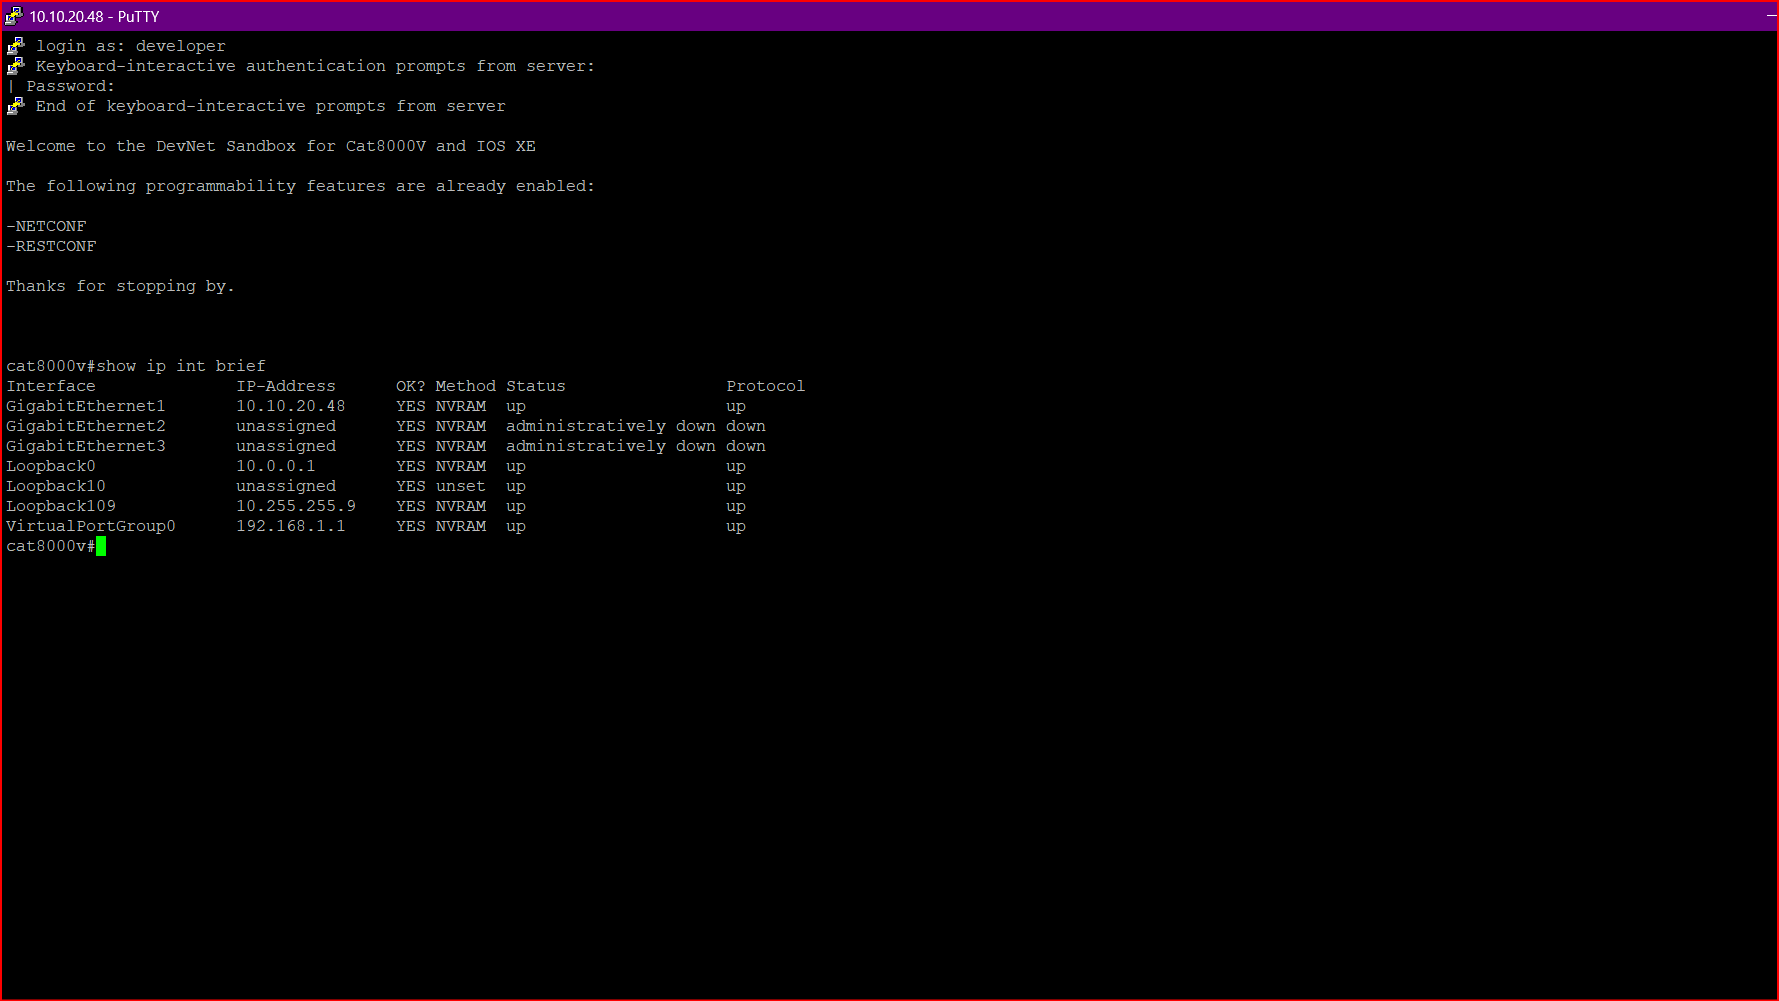 10.10.20.48 - PuTTY
login as: developer
Keyboard-interactive authentication prompts from server:
| Password:
End of keyboard-interactive prompts from server
Welcome to the DevNet Sandbox for Cat8000V and IOS XE
The following programmability features are already enabled:
-NETCONF
-RESTCONF
Thanks for stopping by.
cat8000v#show ip int brief
Interface              IP-Address      OK? Method Status                Protocol
GigabitEthernet1       10.10.20.48     YES NVRAM  up                    up
GigabitEthernet2       unassigned      YES NVRAM  administratively down down
GigabitEthernet3       unassigned      YES NVRAM  administratively down down
Loopback0              10.0.0.1        YES NVRAM  up                    up
Loopback10             unassigned      YES unset  up                    up
Loopback109            10.255.255.9    YES NVRAM  up                    up
VirtualPortGroup0      192.168.1.1     YES NVRAM  up                    up
cat8000v#